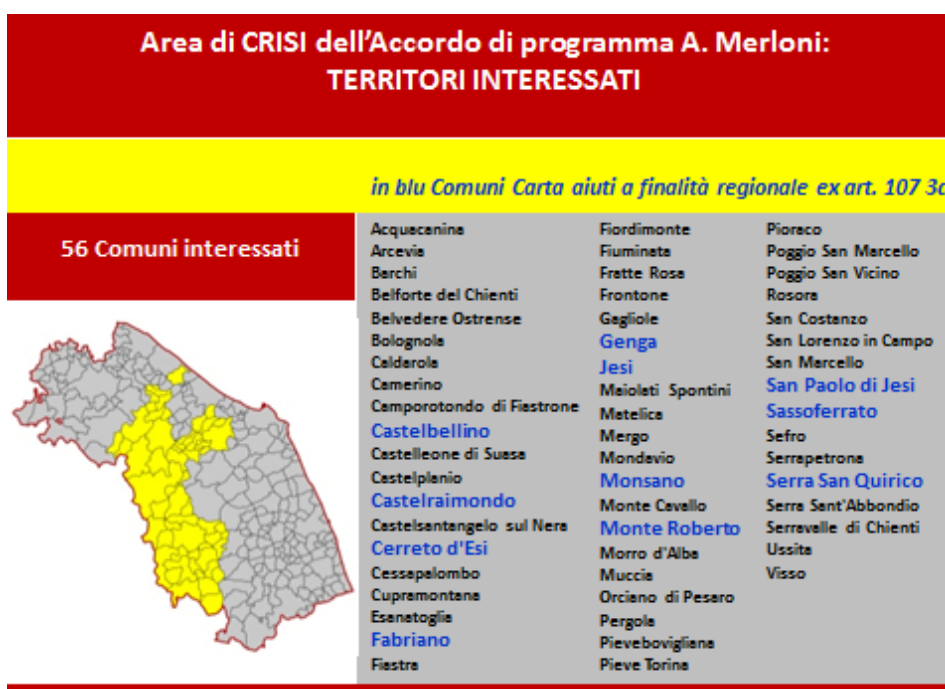 Area di CRISI dell'Accordo di programma A. Merloni:
TERRITORI INTERESSATI
in blu Comuni Carta aiuti a finalità regionale ex art. 107 3
56 Comuni interessati
Acquacanina
Arcevia
Barchi
Belforte del Chienti
Belvedere Ostrense
Bolognola
Caldarola
Camerino
Camporotondo di Fiastrone
Castelbellino
Castelleone di Suasa
Castelplanio
Castelraimondo
Castelsantangelo sul Nera
Cerreto d'Esi
Cessapalombo
Cupramontana
Esanatoglia
Fabriano
Fiastra
Fiordimonte
Fiuminata
Fratte Rosa
Frontone
Gagliole
Genga
Jesi
Maiolati Spontini
Matelica
Mergo
Mondavio
Monsano
Monte Cavallo
Monte Roberto
Morro d'Alba
Muccia
Orciano di Pesaro
Pergola
Pievebovigliana
Pieve Torina
Pioraco
Poggio San Marcello
Poggio San Vicino
Rosora
San Costanzo
San Lorenzo in Campo
San Marcello
San Paolo di Jesi
Sassoferrato
Sefro
Serrapetrona
Serra San Quirico
Serra Sant'Abbondio
Serravalle di Chienti
Ussita
Visso